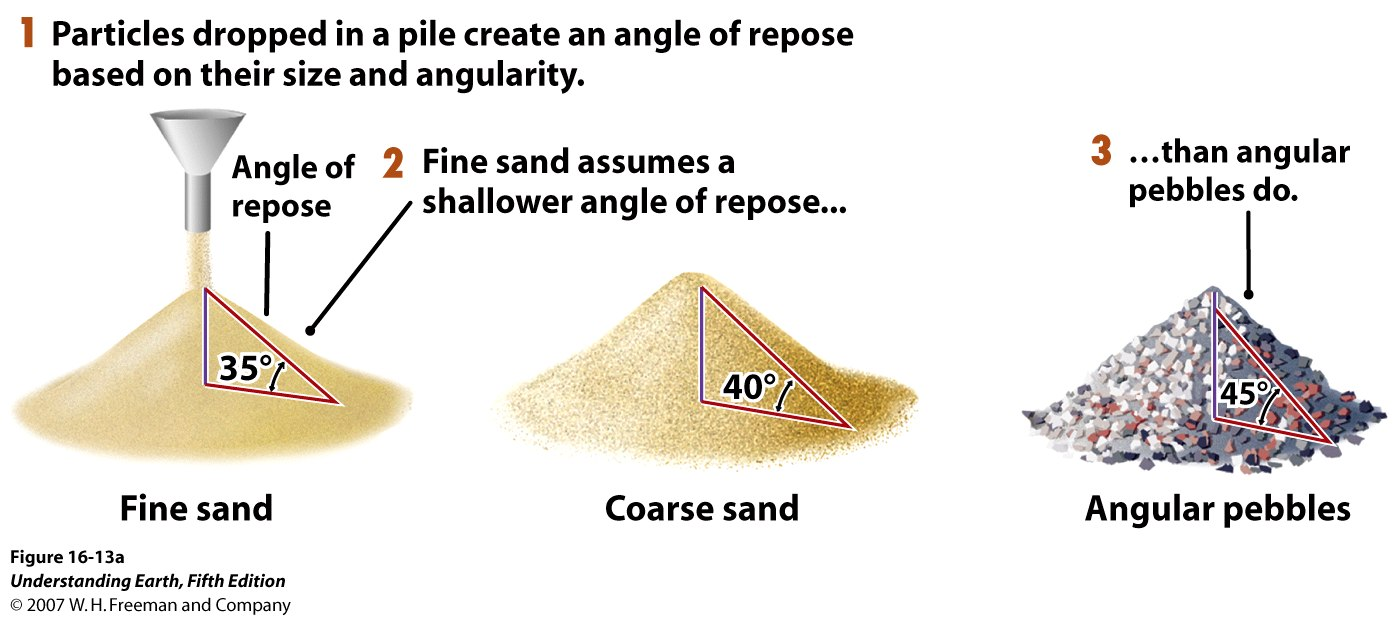 1 Particles dropped in a pile create an angle of repose
based on their size and angularity.
Angle of
repose
2 Fine sand assumes a
shallower angle of repose...
3 ...than angular
pebbles do.
35°
40°
45°
Fine sand
Coarse sand
Angular pebbles
Figure 16-13a
Understanding Earth, Fifth Edition
© 2007 W. H. Freeman and Company